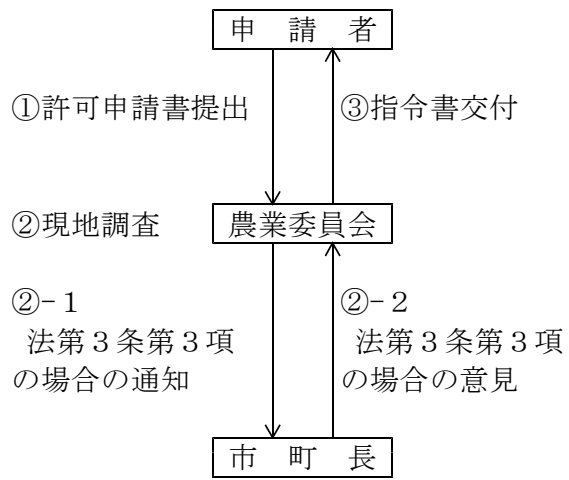 申 請 者
①許可申請書提出
③指令書交付
②現地調査
農業委員会
②-1
法第3条第3項
の場合の通知
②-2
法第3条第3項
の場合の意見
市 町 長